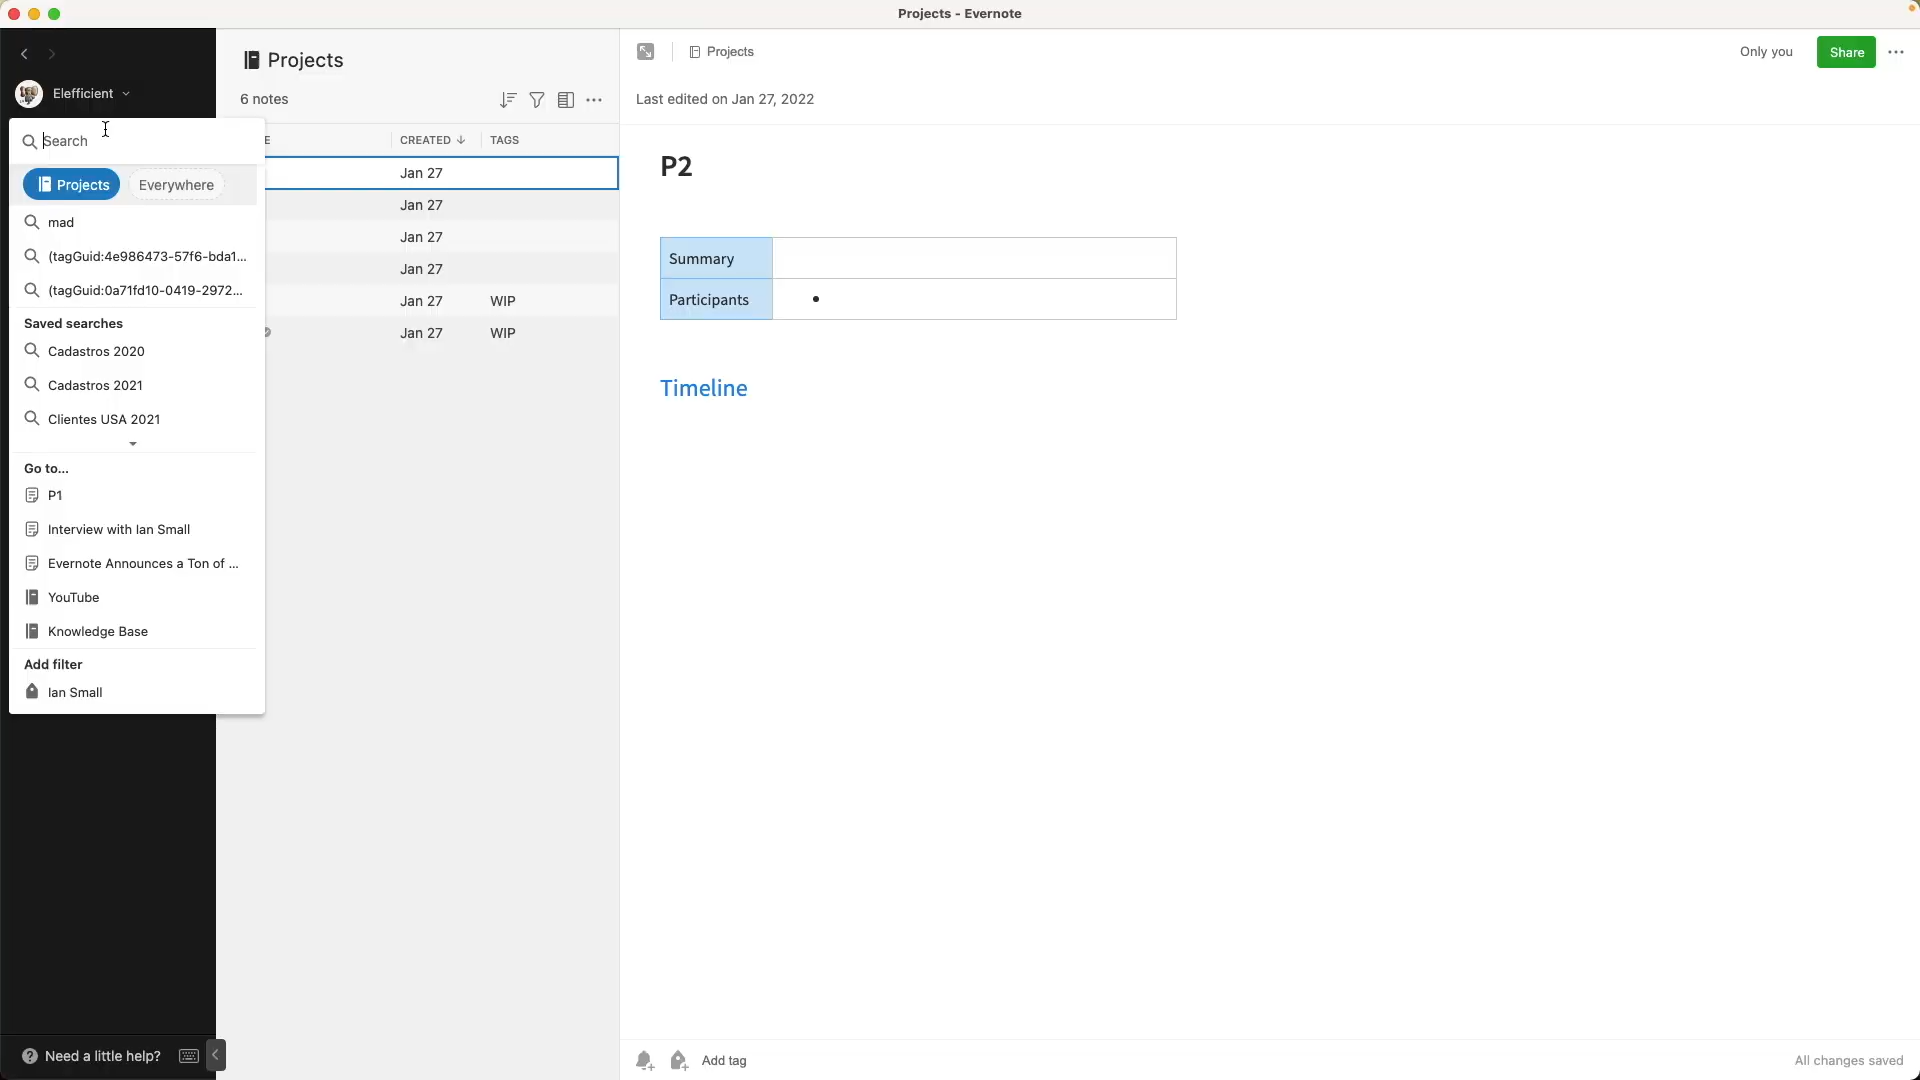 Projects - Evernote
Elefficient
Search
Projects
Everywhere
mad
(tagGuid:4e986473-57f6-bda1...
(tagGuid:0a71fd10-0419-2972...
Saved searches
Cadastros 2020
Cadastros 2021
Clientes USA 2021
Go to...
P1
Interview with Ian Small
Evernote Announces a Ton of ...
YouTube
Knowledge Base
Add filter
Ian Small
Need a little help?
Projects
6 notes
E CREATED TAGS
Jan 27
Jan 27
Jan 27
Jan 27
Jan 27 WIP
Jan 27 WIP
Projects
Only you
Share
Last edited on Jan 27, 2022
P2
Summary
Participants
Timeline
Add tag
All changes saved